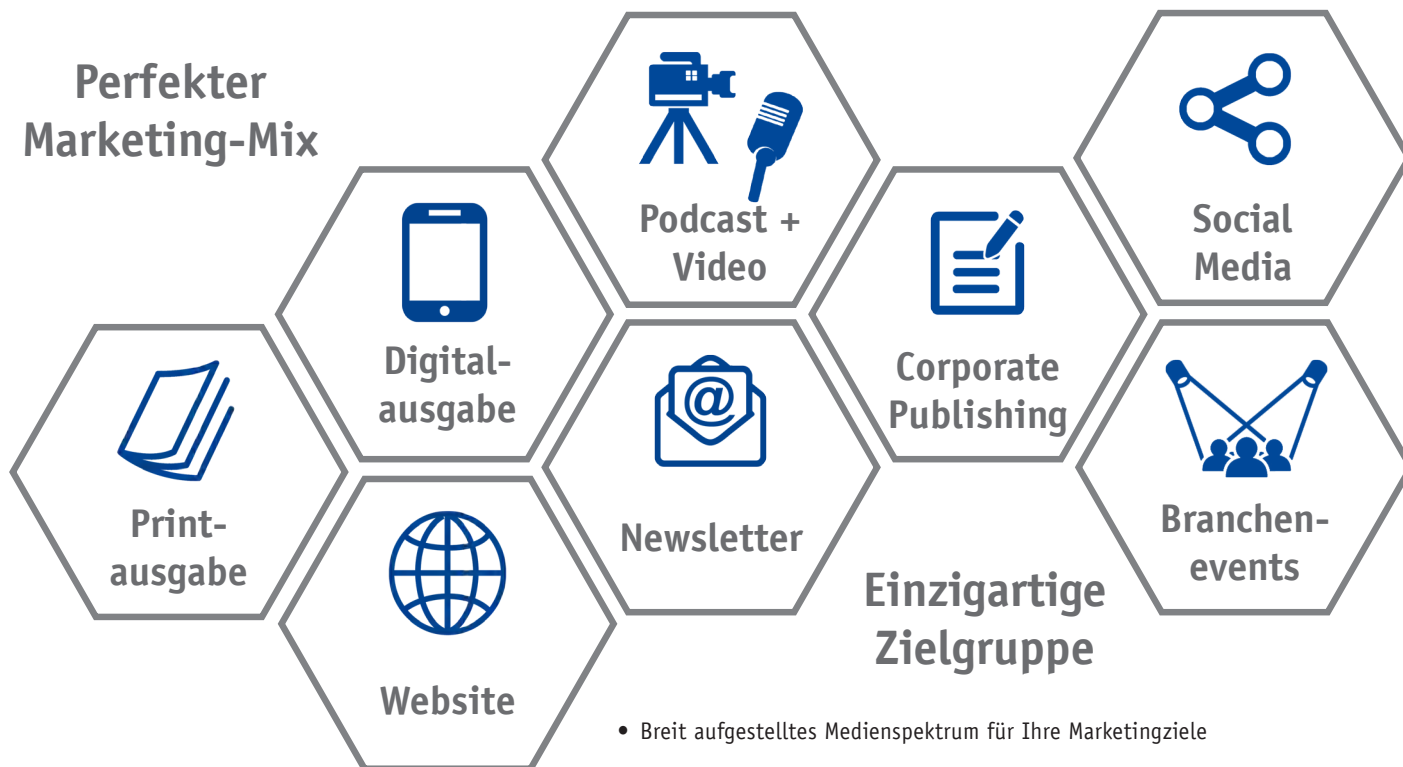 Perfekter
Marketing-Mix
Podcast +
Video
Social
Media
Digital-
ausgabe
Corporate
Publishing
Print-
ausgabe
Newsletter
Branchen-
events
Website
Einzigartige
Zielgruppe
• Breit aufgestelltes Medienspektrum für Ihre Marketingziele